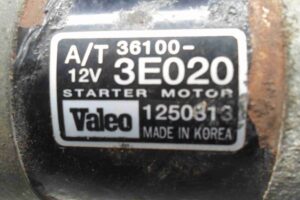 A/T 36100-
12V 3E020
STARTER MOTOR
Valeo 1250313
MADE IN KOREA